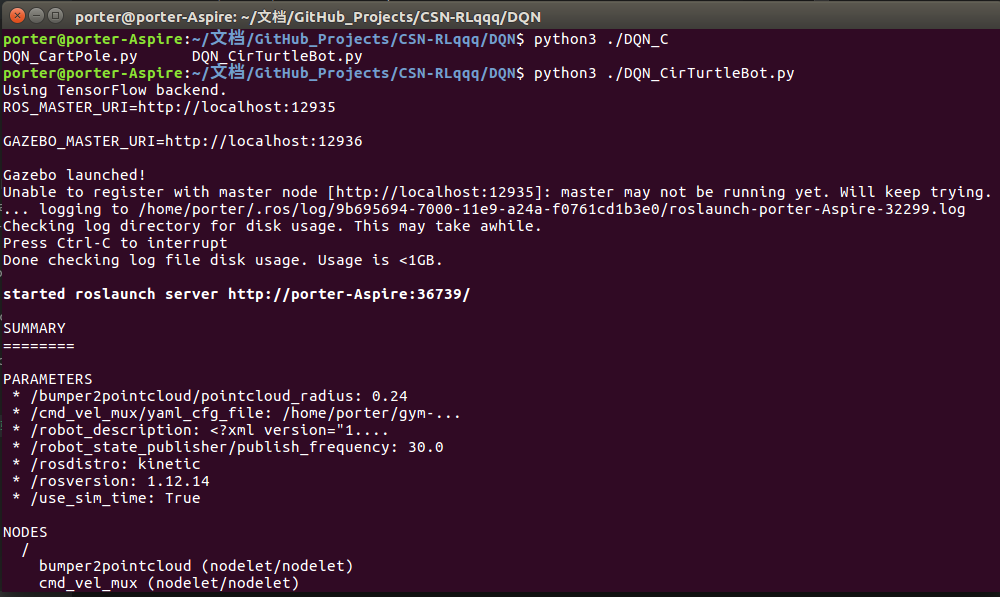 porter@porter-Aspire: ~/文档/GitHub_Projects/CSN-RLqqq/DQN
porter@porter-Aspire:~/文档/GitHub_Projects/CSN-RLqqq/DQN$ python3 ./DQN_C
DQN_CartPole.py      DQN_CirTurtleBot.py
porter@porter-Aspire:~/文档/GitHub_Projects/CSN-RLqqq/DQN$ python3 ./DQN_CirTurtleBot.py
Using TensorFlow backend.
ROS_MASTER_URI=http://localhost:12935
GAZEBO_MASTER_URI=http://localhost:12936
Gazebo launched!
Unable to register with master node [http://localhost:12935]: master may not be running yet. Will keep trying.
... logging to /home/porter/.ros/log/9b695694-7000-11e9-a24a-f0761cd1b3e0/roslaunch-porter-Aspire-32299.log
Checking log directory for disk usage. This may take awhile.
Press Ctrl-C to interrupt
Done checking log file disk usage. Usage is <1GB.
started roslaunch server http://porter-Aspire:36739/
SUMMARY
========
PARAMETERS
 * /bumper2pointcloud/pointcloud_radius: 0.24
 * /cmd_vel_mux/yaml_cfg_file: /home/porter/gym-...
 * /robot_description: <?xml version="1....
 * /robot_state_publisher/publish_frequency: 30.0
 * /rosdistro: kinetic
 * /rosversion: 1.12.14
 * /use_sim_time: True
NODES
  /
    bumper2pointcloud (nodelet/nodelet)
    cmd_vel_mux (nodelet/nodelet)